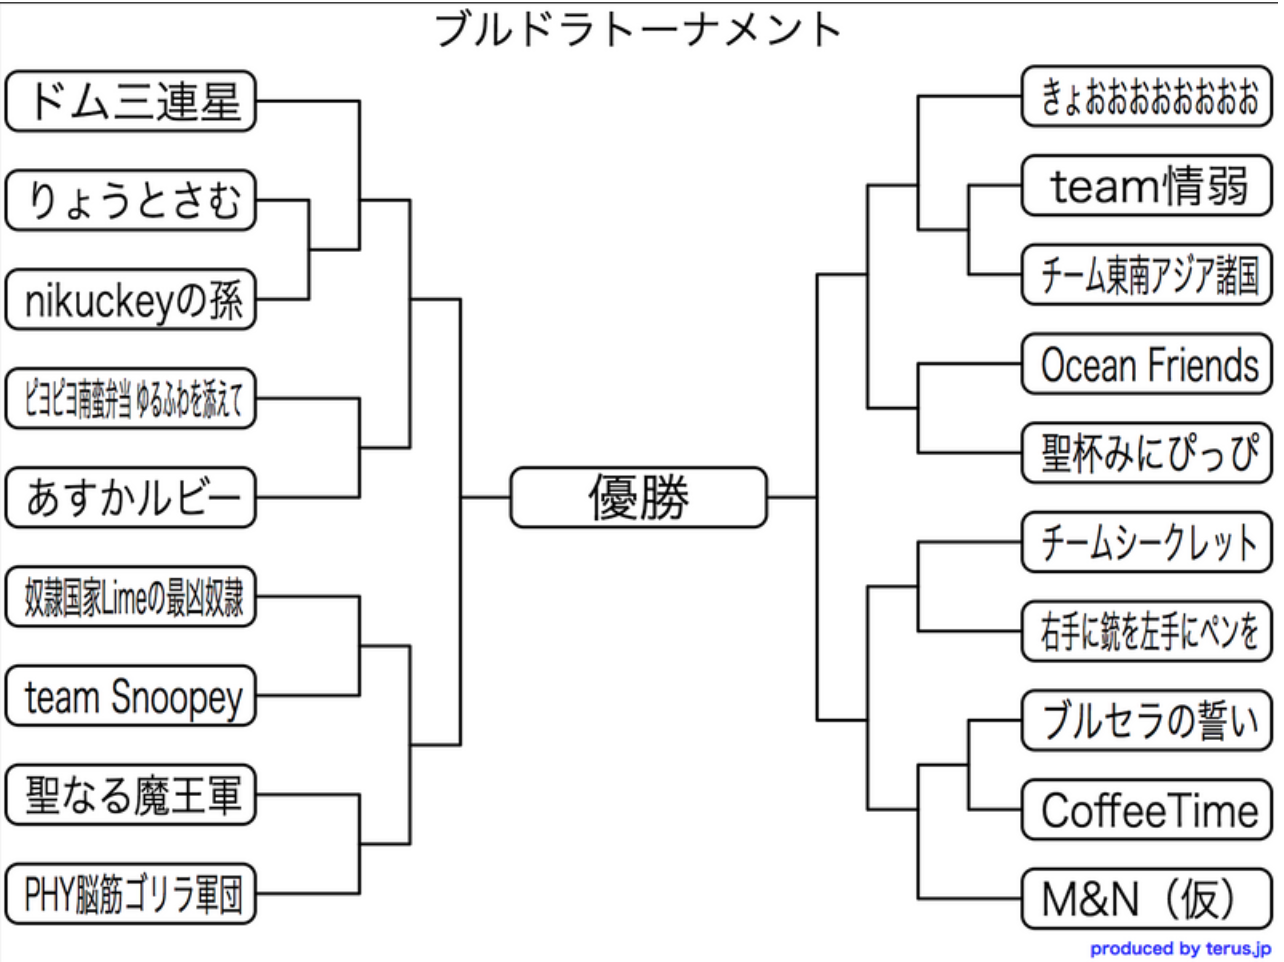 ブルドラトーナメント
ドム三連星
りょうとさむ
nikuckeyの孫
ピヨピヨ南蛮弁当 ゆるふわを添えて
あすかルビー
奴隷国家Limeの最凶奴隷
team Snoopey
聖なる魔王軍
PHY脳筋ゴリラ軍団
優勝
きょおおおおおおおお
team情弱
チーム東南アジア諸国
Ocean Friends
聖杯みにぴっぴ
チームシークレット
右手に銃を左手にペンを
ブルセラの誓い
CoffeeTime
M&N（仮）
produced by terus.jp